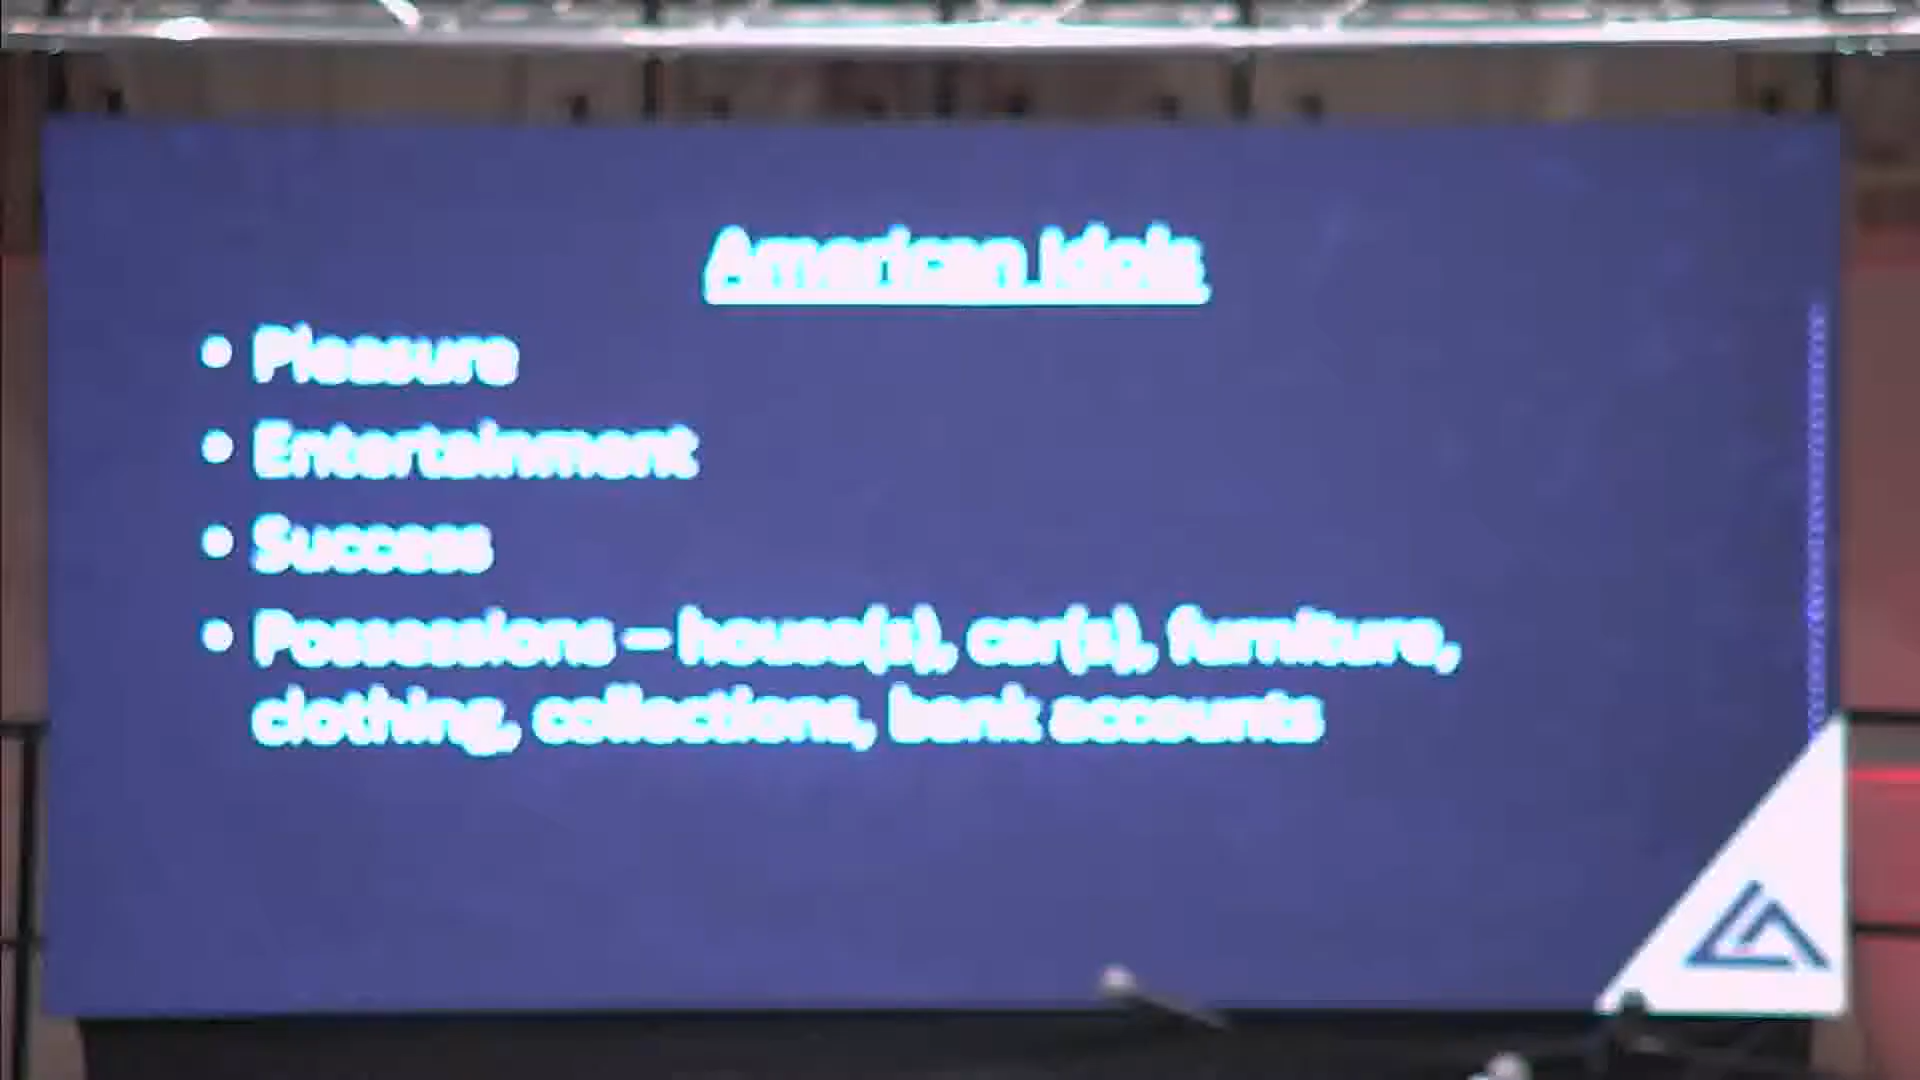 American Idols
• Pleasure
• Entertainment
• Success
• Possessions – house(s), car(s), furniture,
clothing, collections, bank accounts